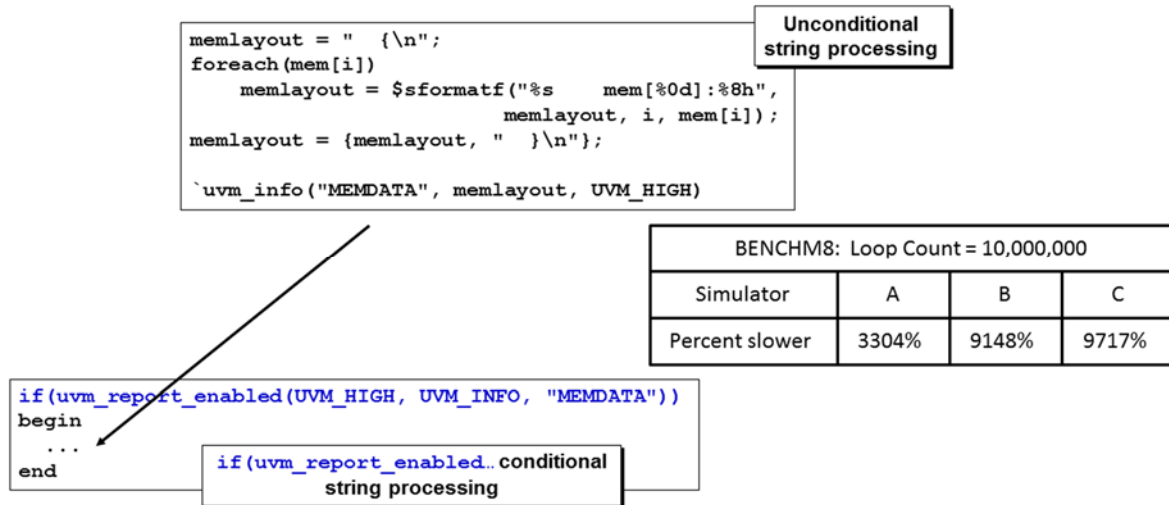 Unconditional
string processing
memlayout = "  {\n";
foreach(mem[i])
    memlayout = $sformatf("%s    mem[%0d]:%8h",
                          memlayout, i, mem[i]);
memlayout = {memlayout, "  }\n"};
`uvm_info("MEMDATA", memlayout, UVM_HIGH)
BENCHM8: Loop Count = 10,000,000
Simulator A B C
Percent slower 3304% 9148% 9717%
if(uvm_report_enabled(UVM_HIGH, UVM_INFO, "MEMDATA"))
begin
  ...
end
if(uvm_report_enabled… conditional
string processing